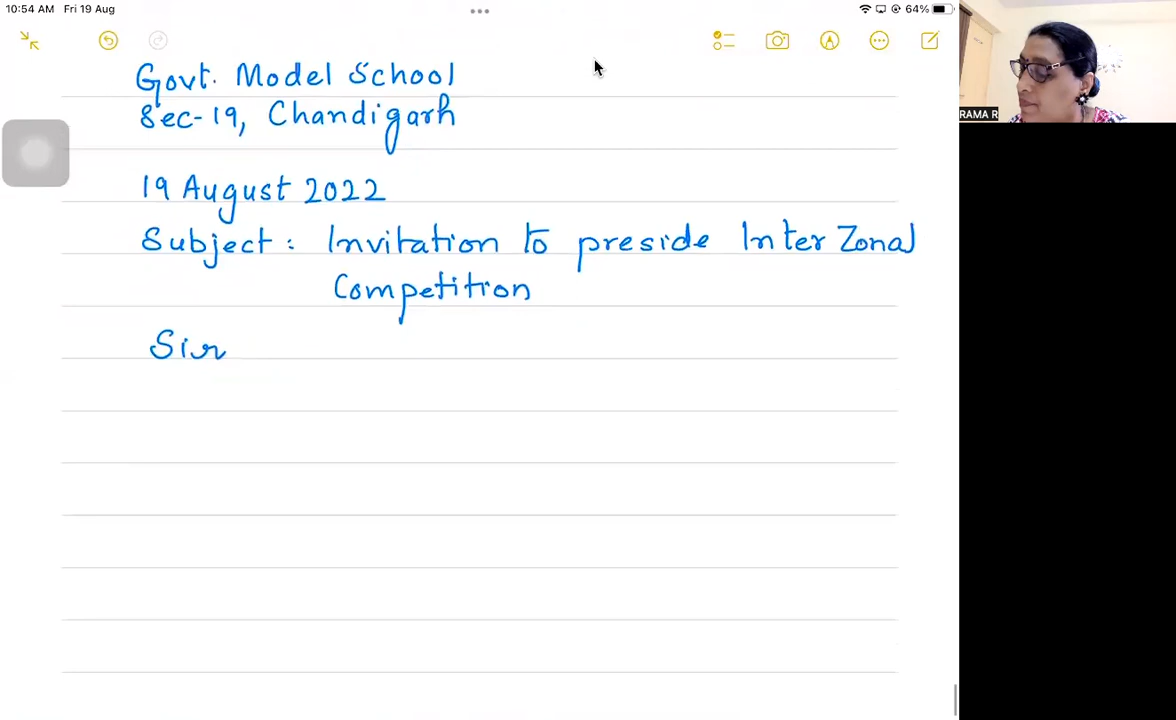 10:54 AM Fri 19 Aug
64%
Govt. Model School
Sec-19, Chandigarh
19 August 2022
Subject: Invitation to preside Inter Zonal
Competition
Sir
RAMA R